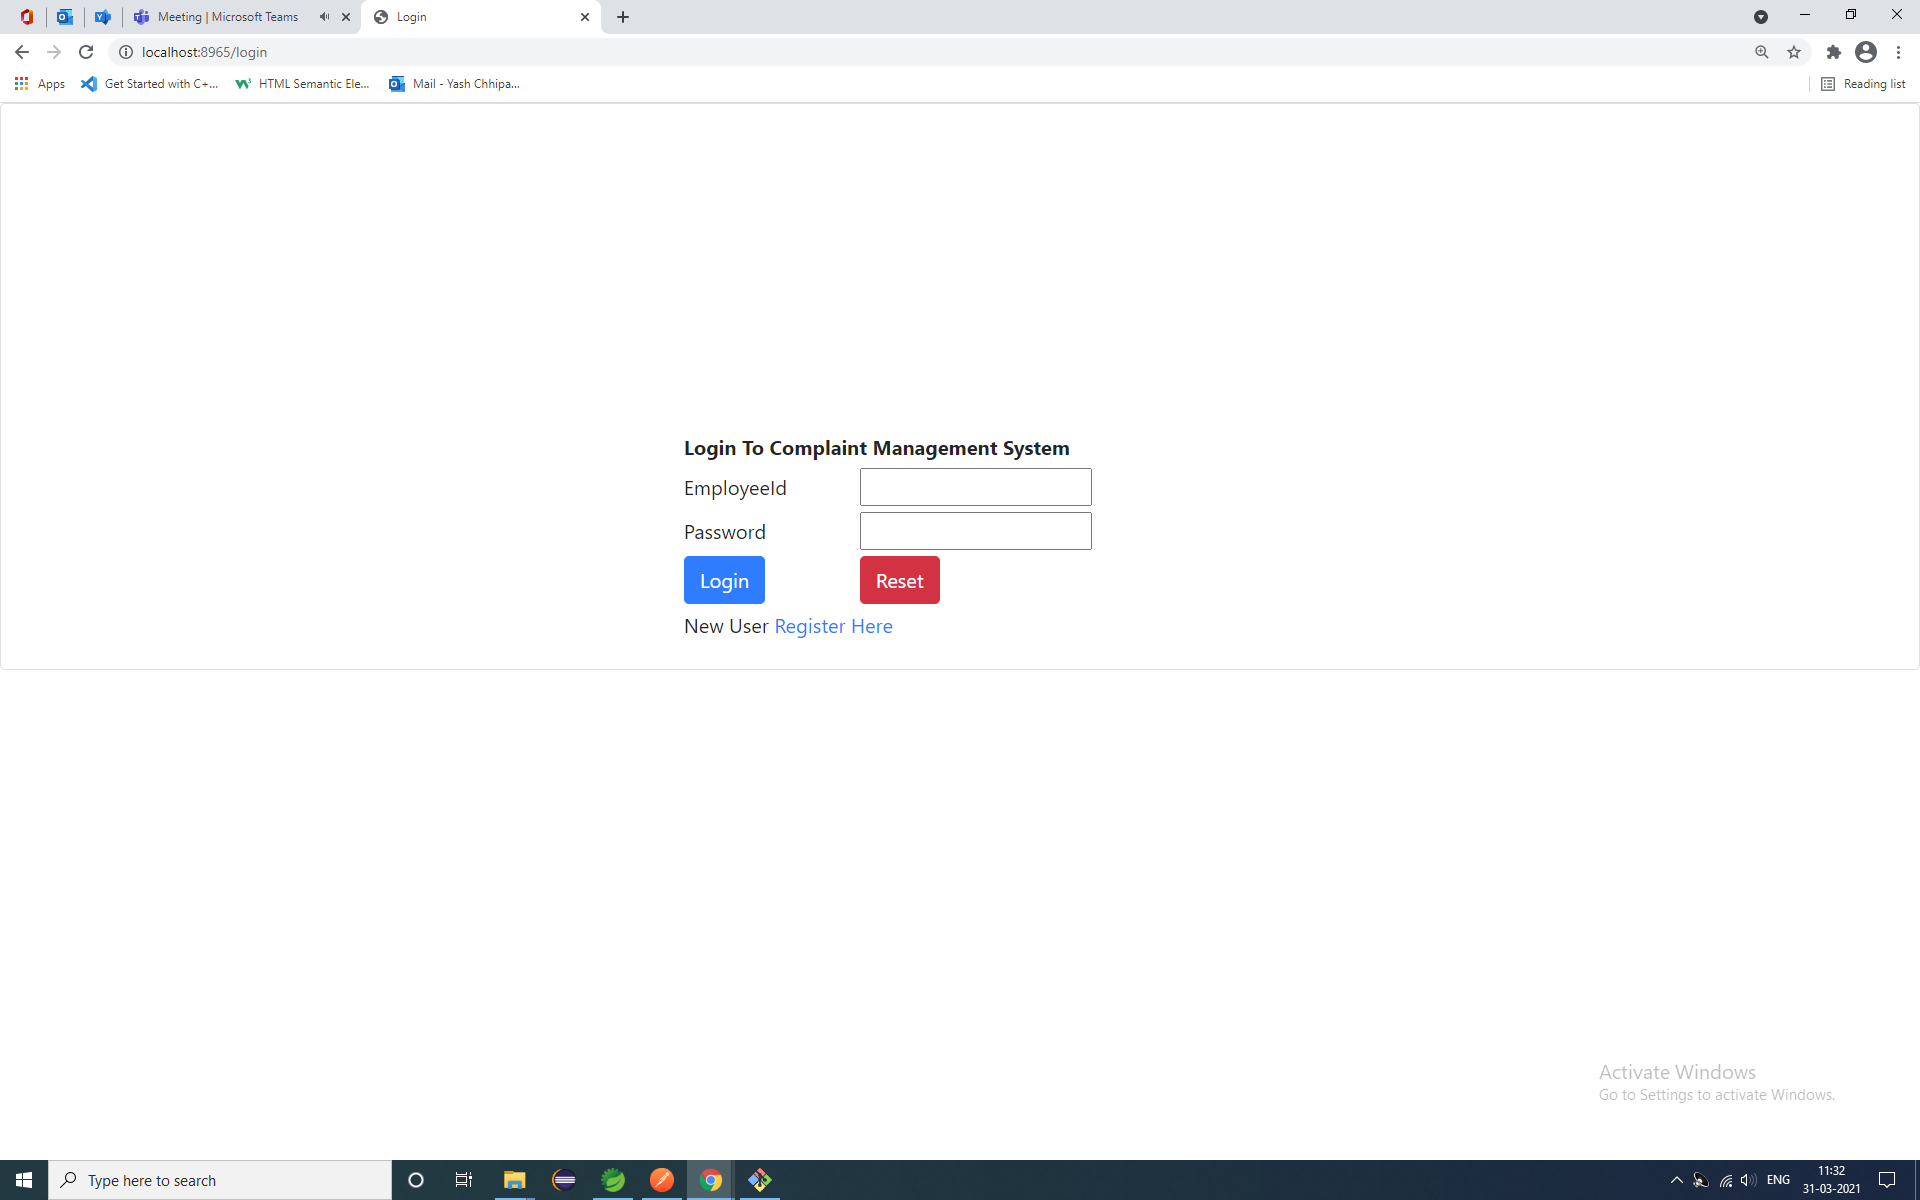 Meeting | Microsoft Teams
Login
localhost:8965/login
Apps
Get Started with C+...
HTML Semantic Ele...
Mail - Yash Chhipa...
Reading list
Login To Complaint Management System
EmployeeId
Password
Login
Reset
New User Register Here
Activate Windows
Go to Settings to activate Windows.
Type here to search
ENG
11:32
31-03-2021